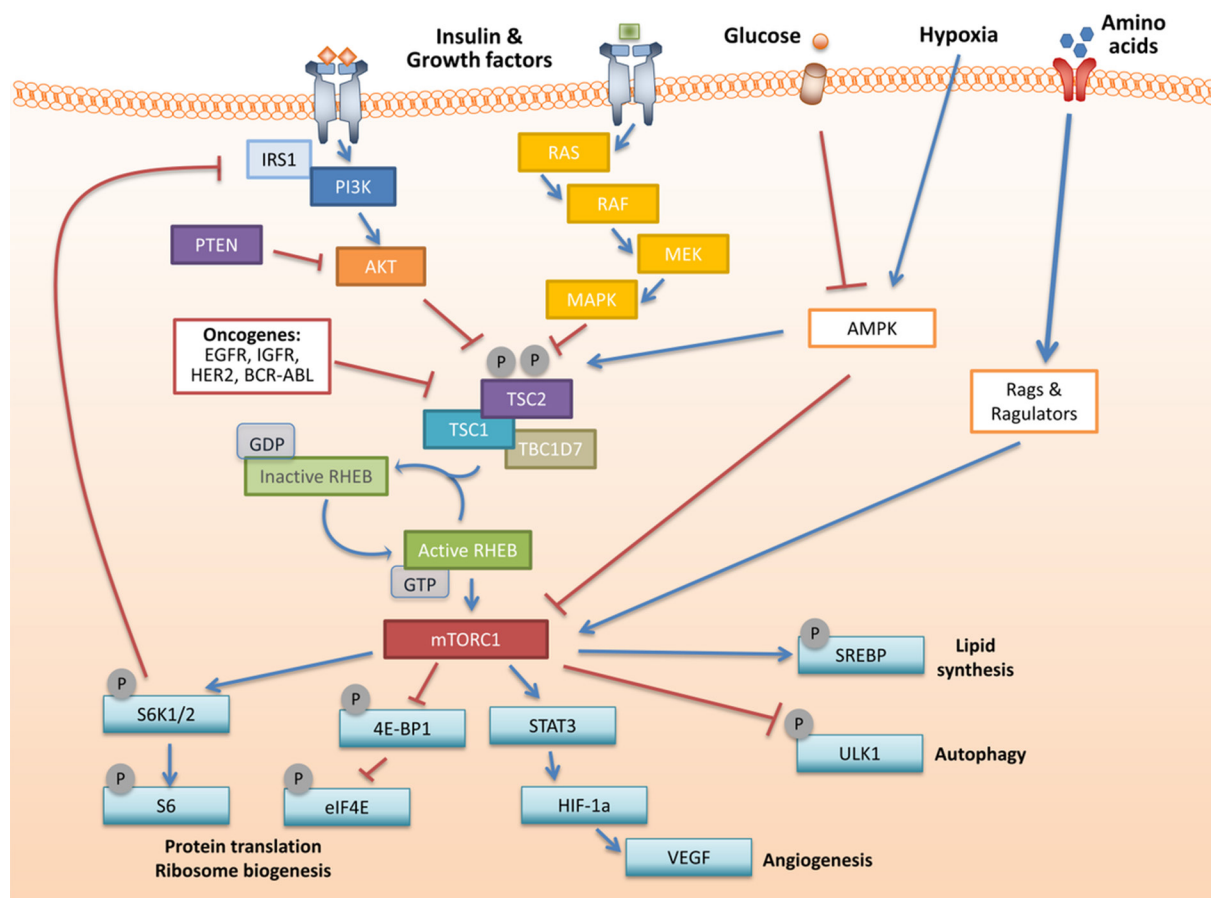 Insulin &
Growth factors
Glucose
Hypoxia
Amino
acids
IRS1
PI3K
RAS
RAF
PTEN
AKT
MEK
MAPK
Oncogenes:
EGFR, IGFR,
HER2, BCR-ABL
AMPK
P
P
TSC2
Rags &
Ragulators
TSC1
TBC1D7
GDP
Inactive RHEB
Active RHEB
GTP
mTORC1
P
SREBP
Lipid
synthesis
P
S6K1/2
P
4E-BP1
STAT3
P
ULK1
Autophagy
P
S6
P
eIF4E
HIF-1a
Protein translation
Ribosome biogenesis
VEGF
Angiogenesis